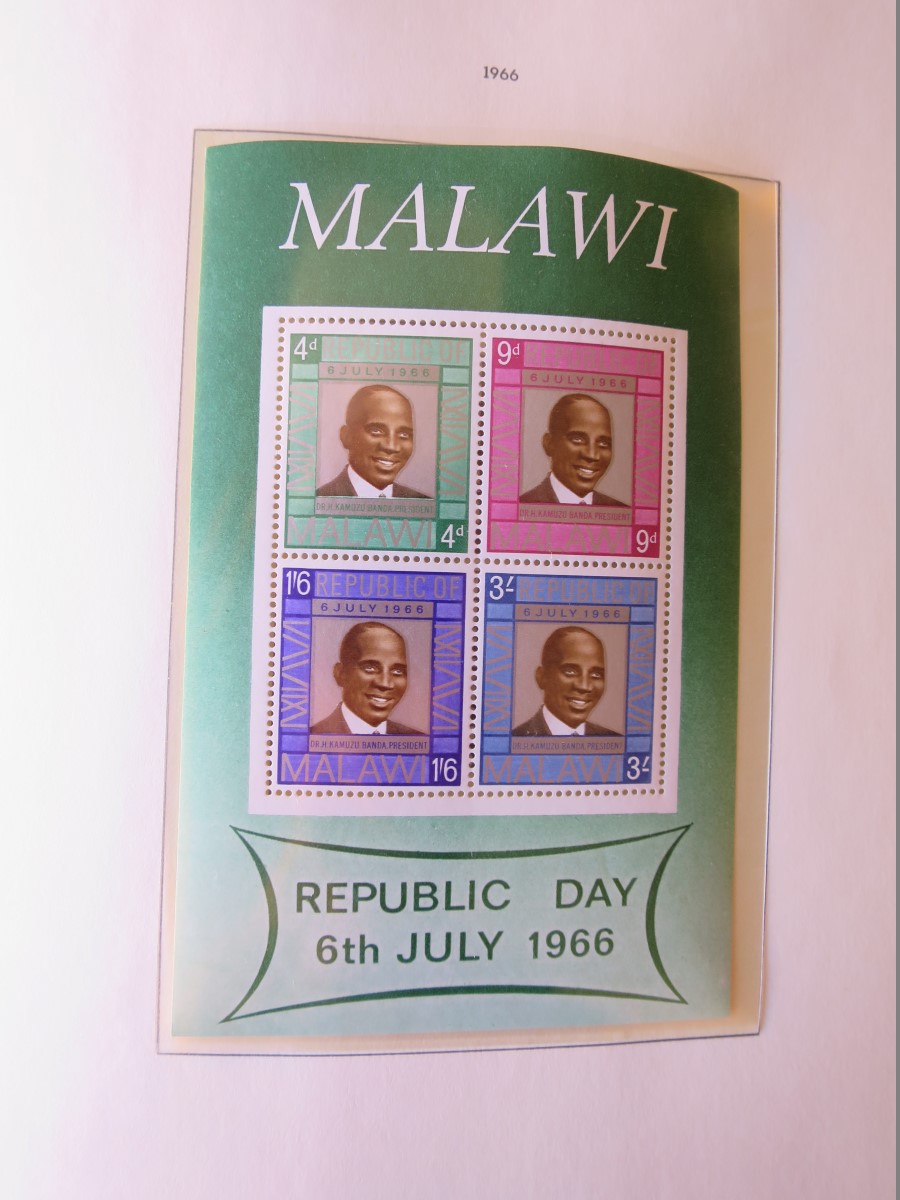 1966
MALAWI
4d REPUBLIC OF
6 JULY 1966
DR. H. KAMUZU BANDA, PRESIDENT
MALAWI 4d
9d REPUBLIC OF
6 JULY 1966
DR. H. KAMUZU BANDA, PRESIDENT
MALAWI 9d
1'6 REPUBLIC OF
6 JULY 1966
DR. H. KAMUZU BANDA, PRESIDENT
MALAWI 1'6
3/- REPUBLIC OF
6 JULY 1966
DR. H. KAMUZU BANDA, PRESIDENT
MALAWI 3/-
REPUBLIC DAY
6th JULY 1966